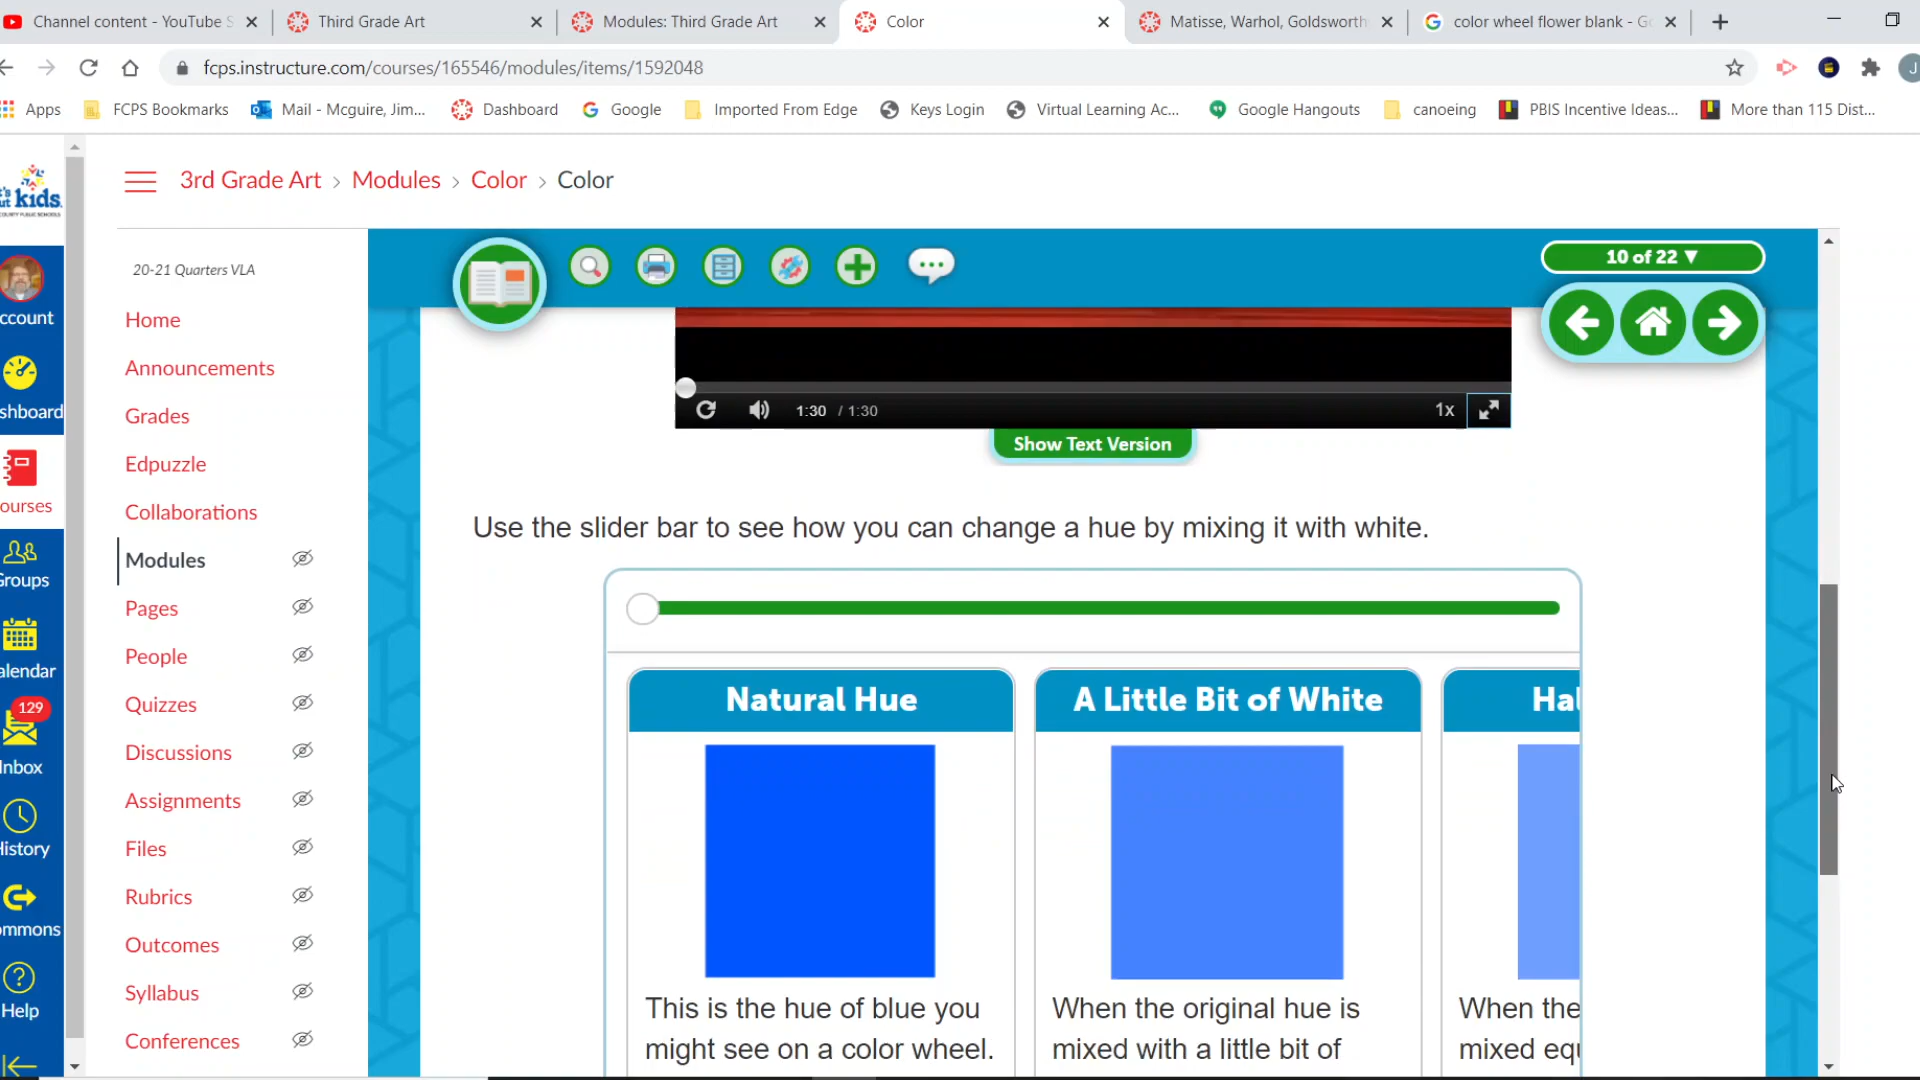 Channel content - YouTube S
Third Grade Art
Modules: Third Grade Art
Color
Matisse, Warhol, Goldsworth
color wheel flower blank - Go
fcps.instructure.com/courses/165546/modules/items/1592048
J
Apps
FCPS Bookmarks
Mail - Mcguire, Jim...
Dashboard
Google
Imported From Edge
Keys Login
Virtual Learning Ac...
Google Hangouts
canoeing
PBIS Incentive Ideas...
More than 115 Dist...
kids.
3rd Grade Art > Modules > Color > Color
20-21 Quarters VLA
Home
Announcements
Grades
Edpuzzle
Collaborations
Modules
Pages
People
Quizzes
Discussions
Assignments
Files
Rubrics
Outcomes
Syllabus
Conferences
ccount
shboard
ourses
Groups
alendar
129
Inbox
History
mmons
Help
10 of 22 ▼
1:30 / 1:30
1x
Show Text Version
Use the slider bar to see how you can change a hue by mixing it with white.
Natural Hue
This is the hue of blue you
might see on a color wheel.
A Little Bit of White
When the original hue is
mixed with a little bit of
Hal
When the
mixed equ